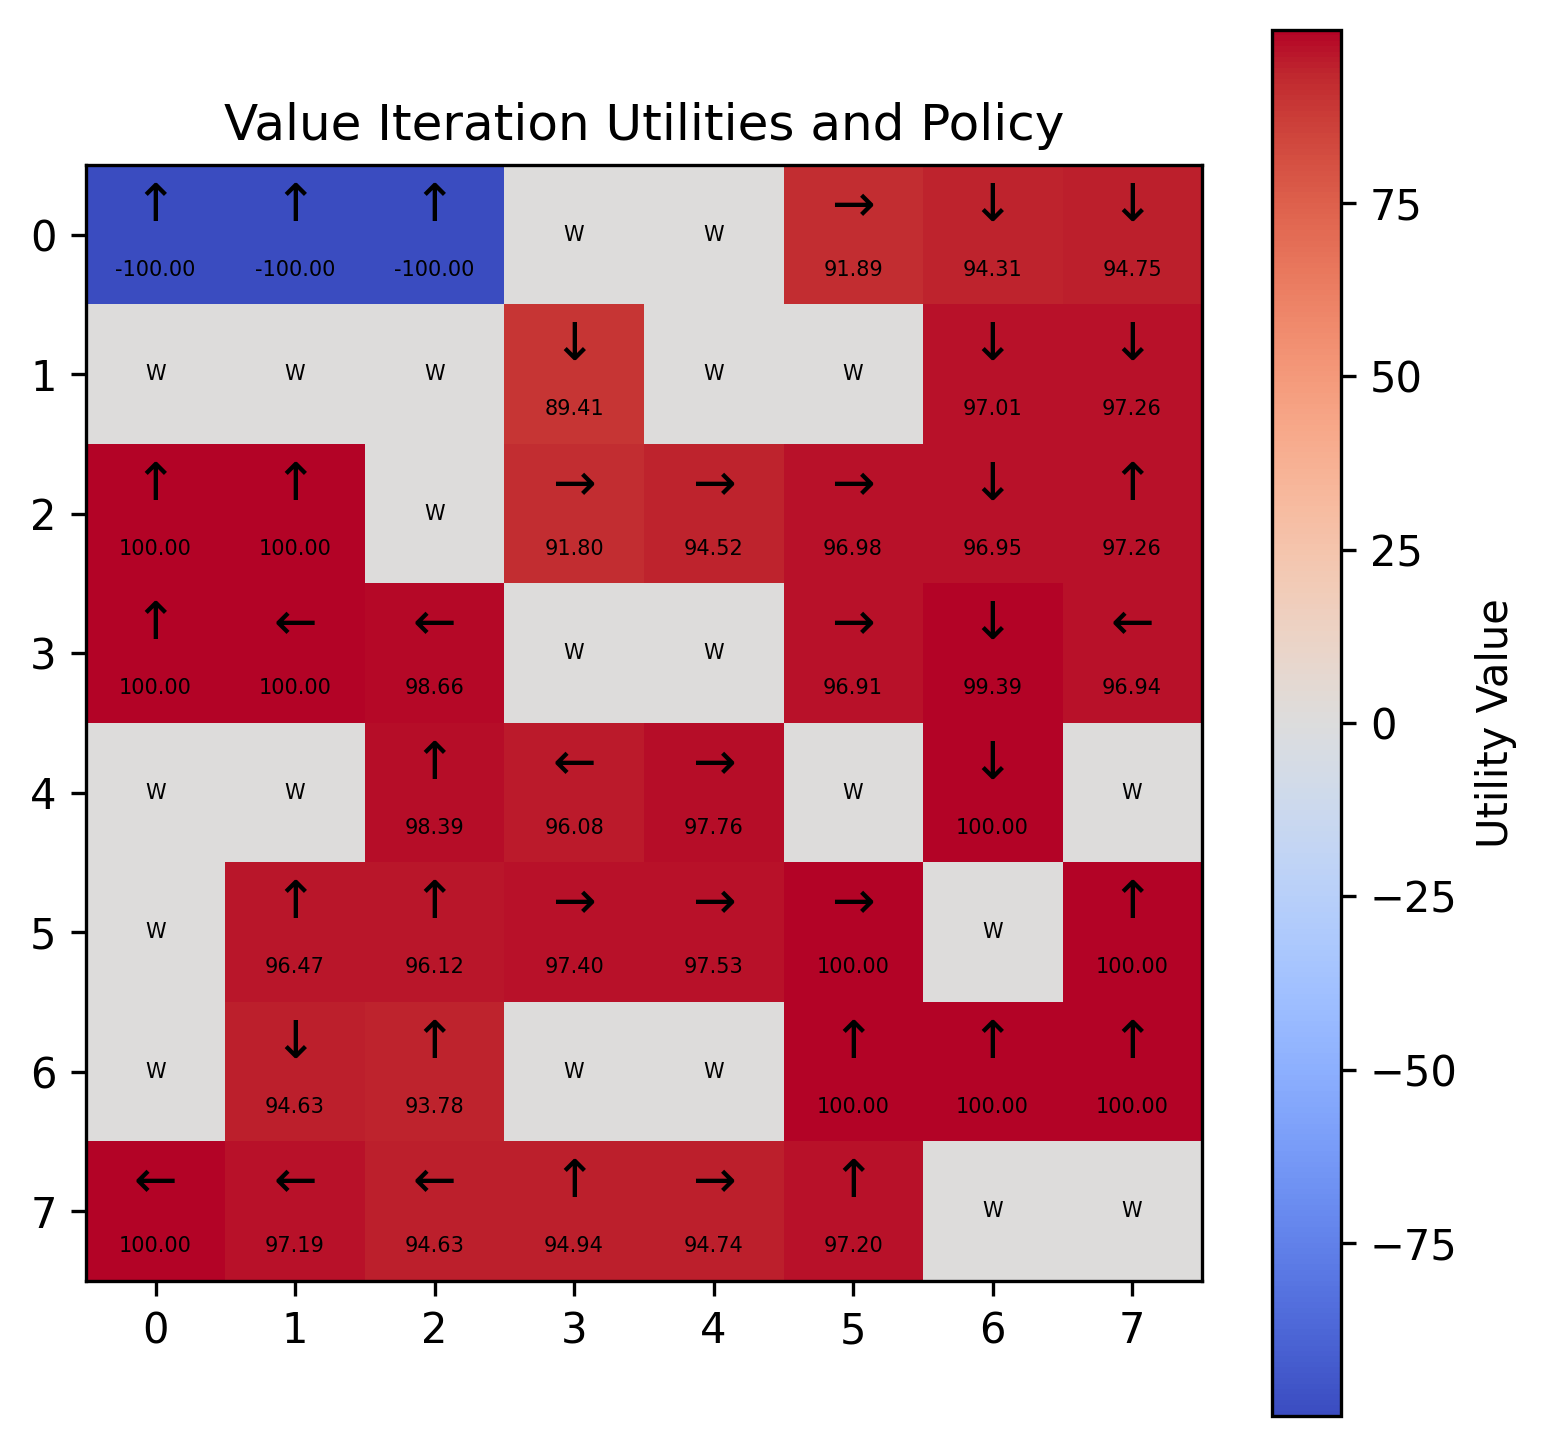 Value Iteration Utilities and Policy
0 ↑ ↑ ↑ W W → ↓ ↓
-100.00 -100.00 -100.00 91.89 94.31 94.75
1 W W W ↓ W W ↓ ↓
89.41 97.01 97.26
2 ↑ ↑ W → → → ↓ ↑
100.00 100.00 91.80 94.52 96.98 96.95 97.26
3 ↑ ← ← W W → ↓ ←
100.00 100.00 98.66 96.91 99.39 96.94
4 W W ↑ ← → W ↓ W
98.39 96.08 97.76 100.00
5 W ↑ ↑ → → → W ↑
96.47 96.12 97.40 97.53 100.00 100.00
6 W ↓ ↑ W W ↑ ↑ ↑
94.63 93.78 100.00 100.00 100.00
7 ← ← ← ↑ → ↑ W W
100.00 97.19 94.63 94.94 94.74 97.20
0 1 2 3 4 5 6 7
75
50
25
0
−25
−50
−75
Utility Value